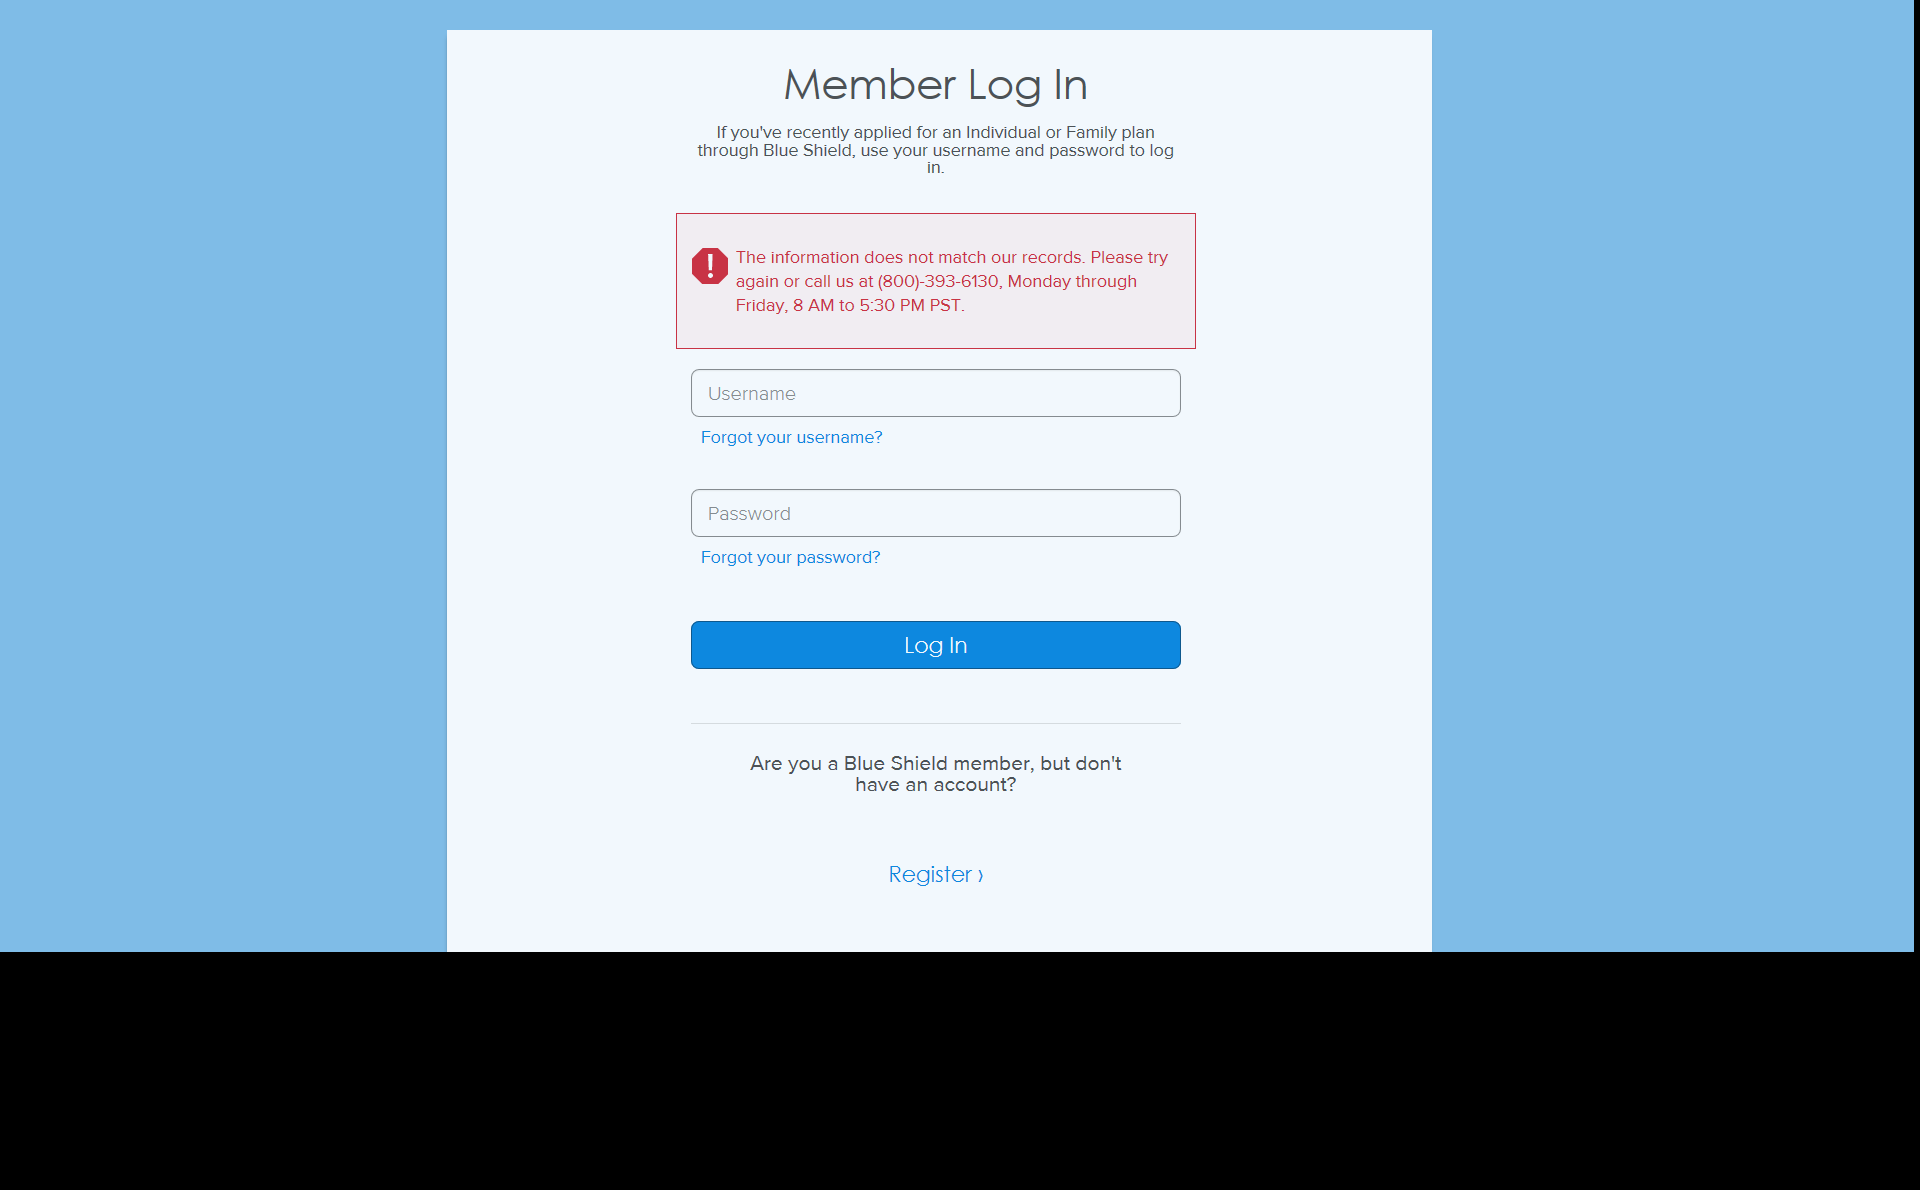 Member Log In
If you've recently applied for an Individual or Family plan
through Blue Shield, use your username and password to log
in.
The information does not match our records. Please try
again or call us at (800)-393-6130, Monday through
Friday, 8 AM to 5:30 PM PST.
Username
Forgot your username?
Password
Forgot your password?
Log In
Are you a Blue Shield member, but don't
have an account?
Register ›